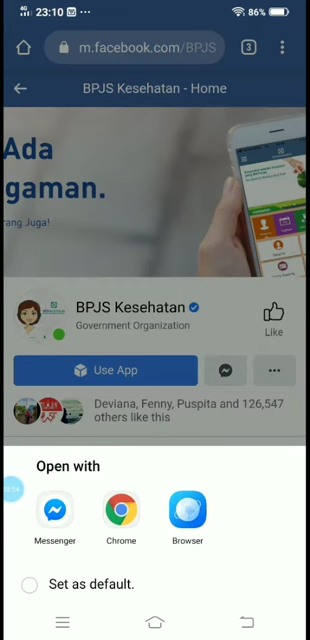 4G 23:10 86%
m.facebook.com/BPJS 3
BPJS Kesehatan - Home
Ada
gaman.
rang Juga!
BPJS Kesehatan
Government Organization
Like
Use App
Deviana, Fenny, Puspita and 126,547
others like this
Open with
Messenger Chrome Browser
Set as default.